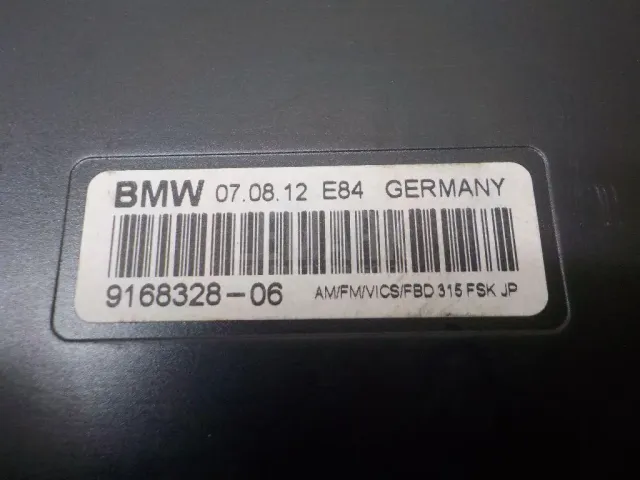 BMW 07.08.12 E84 GERMANY
9168328-06 AM/FM/VICS/FBD 315 FSK JP